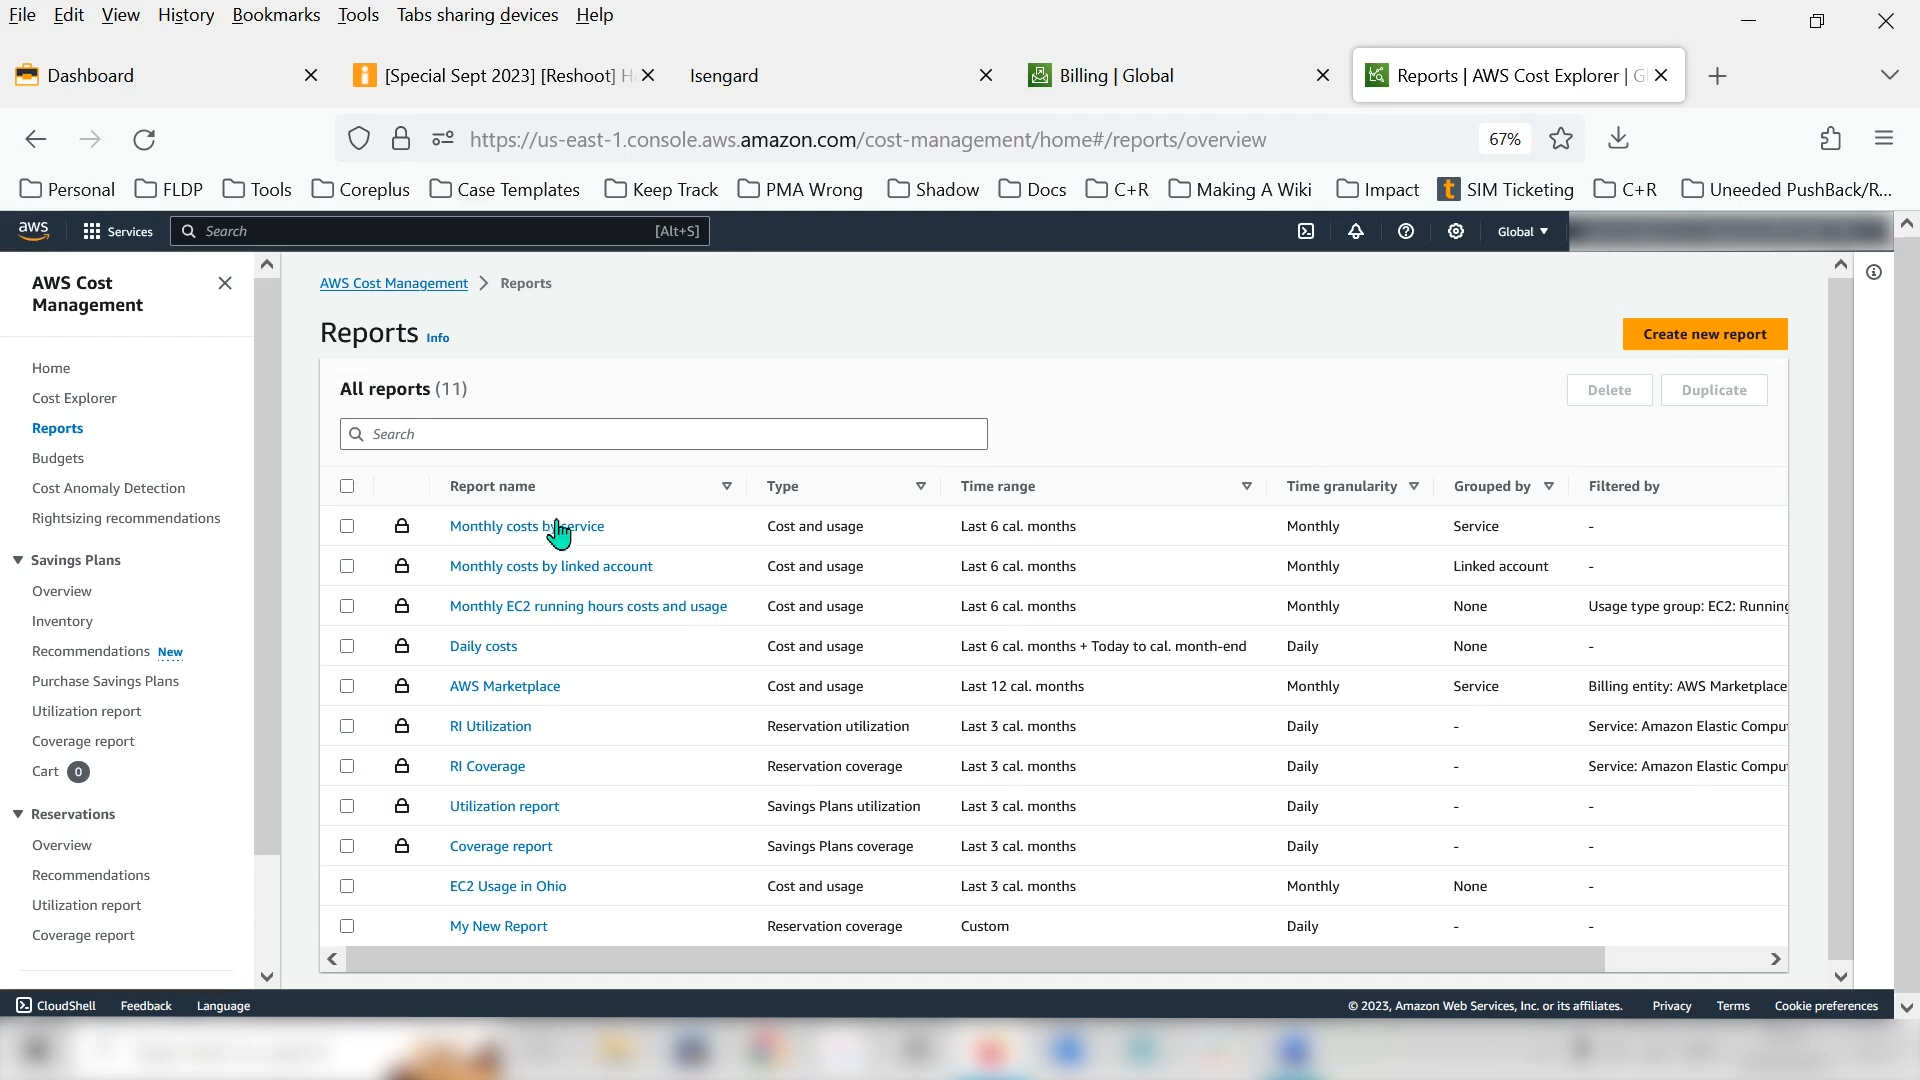 File Edit View History Bookmarks Tools Tabs sharing devices Help
Dashboard
[Special Sept 2023] [Reshoot] H
Isengard
Billing | Global
Reports | AWS Cost Explorer | Gl
https://us-east-1.console.aws.amazon.com/cost-management/home#/reports/overview
67%
Personal FLDP Tools Coreplus Case Templates Keep Track PMA Wrong Shadow Docs C+R Making A Wiki Impact SIM Ticketing C+R Uneeded PushBack/R...
aws Services Search [Alt+S] Global
AWS Cost Management
Home
Cost Explorer
Reports
Budgets
Cost Anomaly Detection
Rightsizing recommendations
Savings Plans
Overview
Inventory
Recommendations New
Purchase Savings Plans
Utilization report
Coverage report
Cart 0
Reservations
Overview
Recommendations
Utilization report
Coverage report
AWS Cost Management > Reports
Reports Info
Create new report
All reports (11)
Delete Duplicate
Search
Report name Type Time range Time granularity Grouped by Filtered by
Monthly costs by service Cost and usage Last 6 cal. months Monthly Service -
Monthly costs by linked account Cost and usage Last 6 cal. months Monthly Linked account -
Monthly EC2 running hours costs and usage Cost and usage Last 6 cal. months Monthly None Usage type group: EC2: Running
Daily costs Cost and usage Last 6 cal. months + Today to cal. month-end Daily None -
AWS Marketplace Cost and usage Last 12 cal. months Monthly Service Billing entity: AWS Marketplace
RI Utilization Reservation utilization Last 3 cal. months Daily - Service: Amazon Elastic Compu
RI Coverage Reservation coverage Last 3 cal. months Daily - Service: Amazon Elastic Compu
Utilization report Savings Plans utilization Last 3 cal. months Daily - -
Coverage report Savings Plans coverage Last 3 cal. months Daily - -
EC2 Usage in Ohio Cost and usage Last 3 cal. months Monthly None -
My New Report Reservation coverage Custom Daily - -
CloudShell Feedback Language
© 2023, Amazon Web Services, Inc. or its affiliates. Privacy Terms Cookie preferences